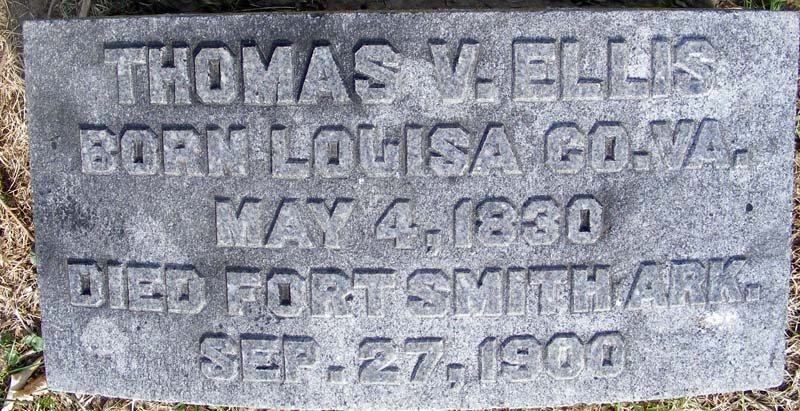 THOMAS V. ELLIS
BORN LOUISA CO. VA.
MAY 4, 1830
DIED FORT SMITH ARK.
SEP. 27, 1900